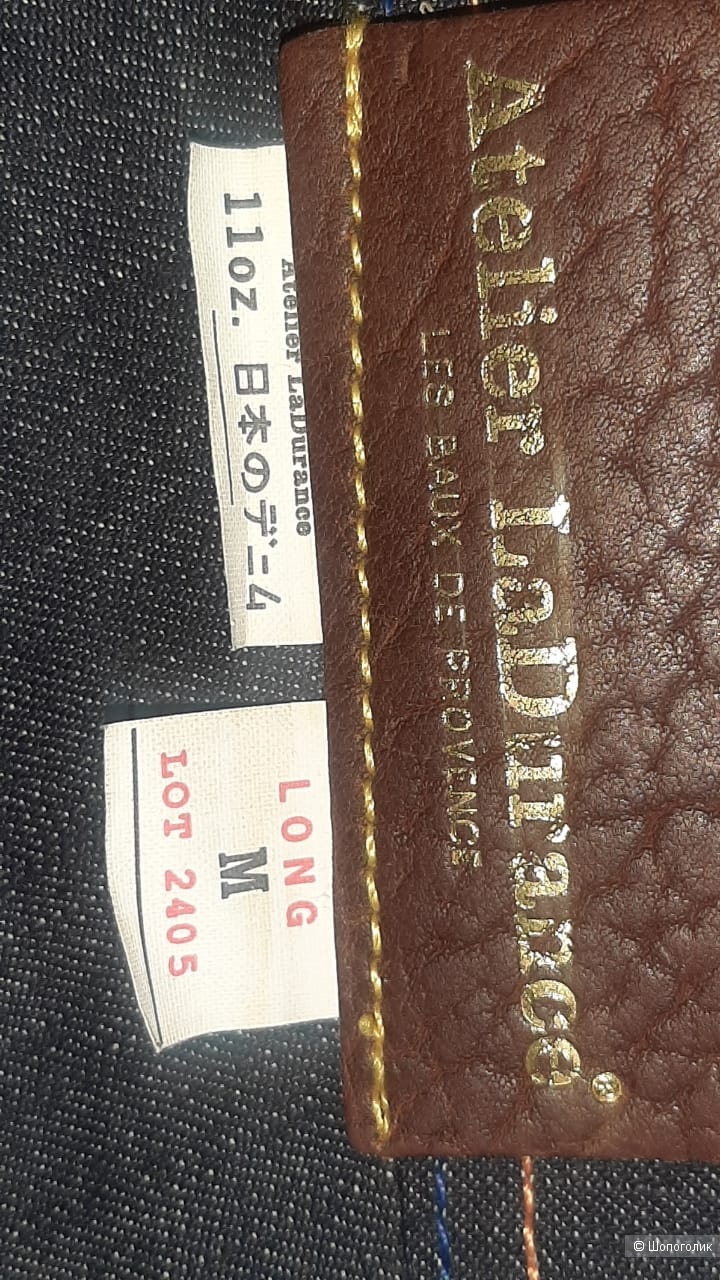 Atelier LaDurance
LES BAUX DE PROVENCE
Atelier LaDurance
11oz. 日本のデニム
LONG
M
LOT 2405
© Шопоголик